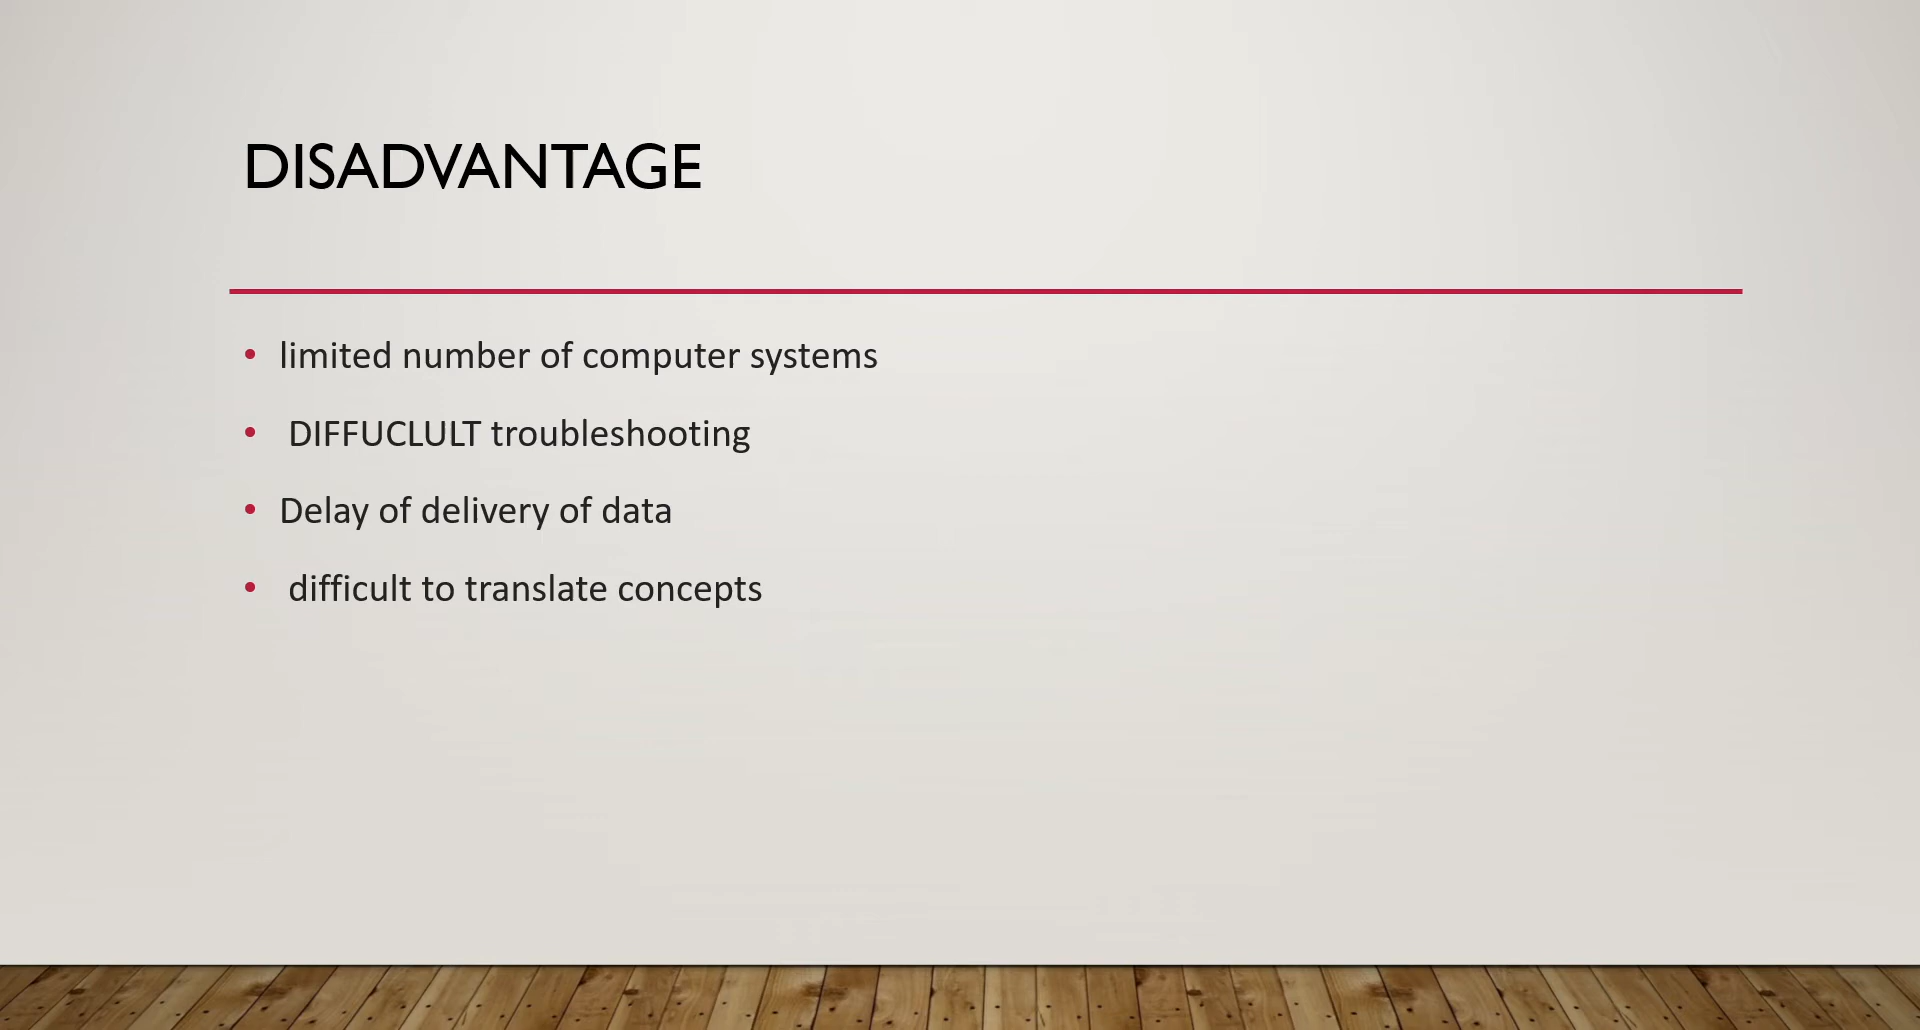 DISADVANTAGE
• limited number of computer systems
• DIFFUCLULT troubleshooting
• Delay of delivery of data
• difficult to translate concepts